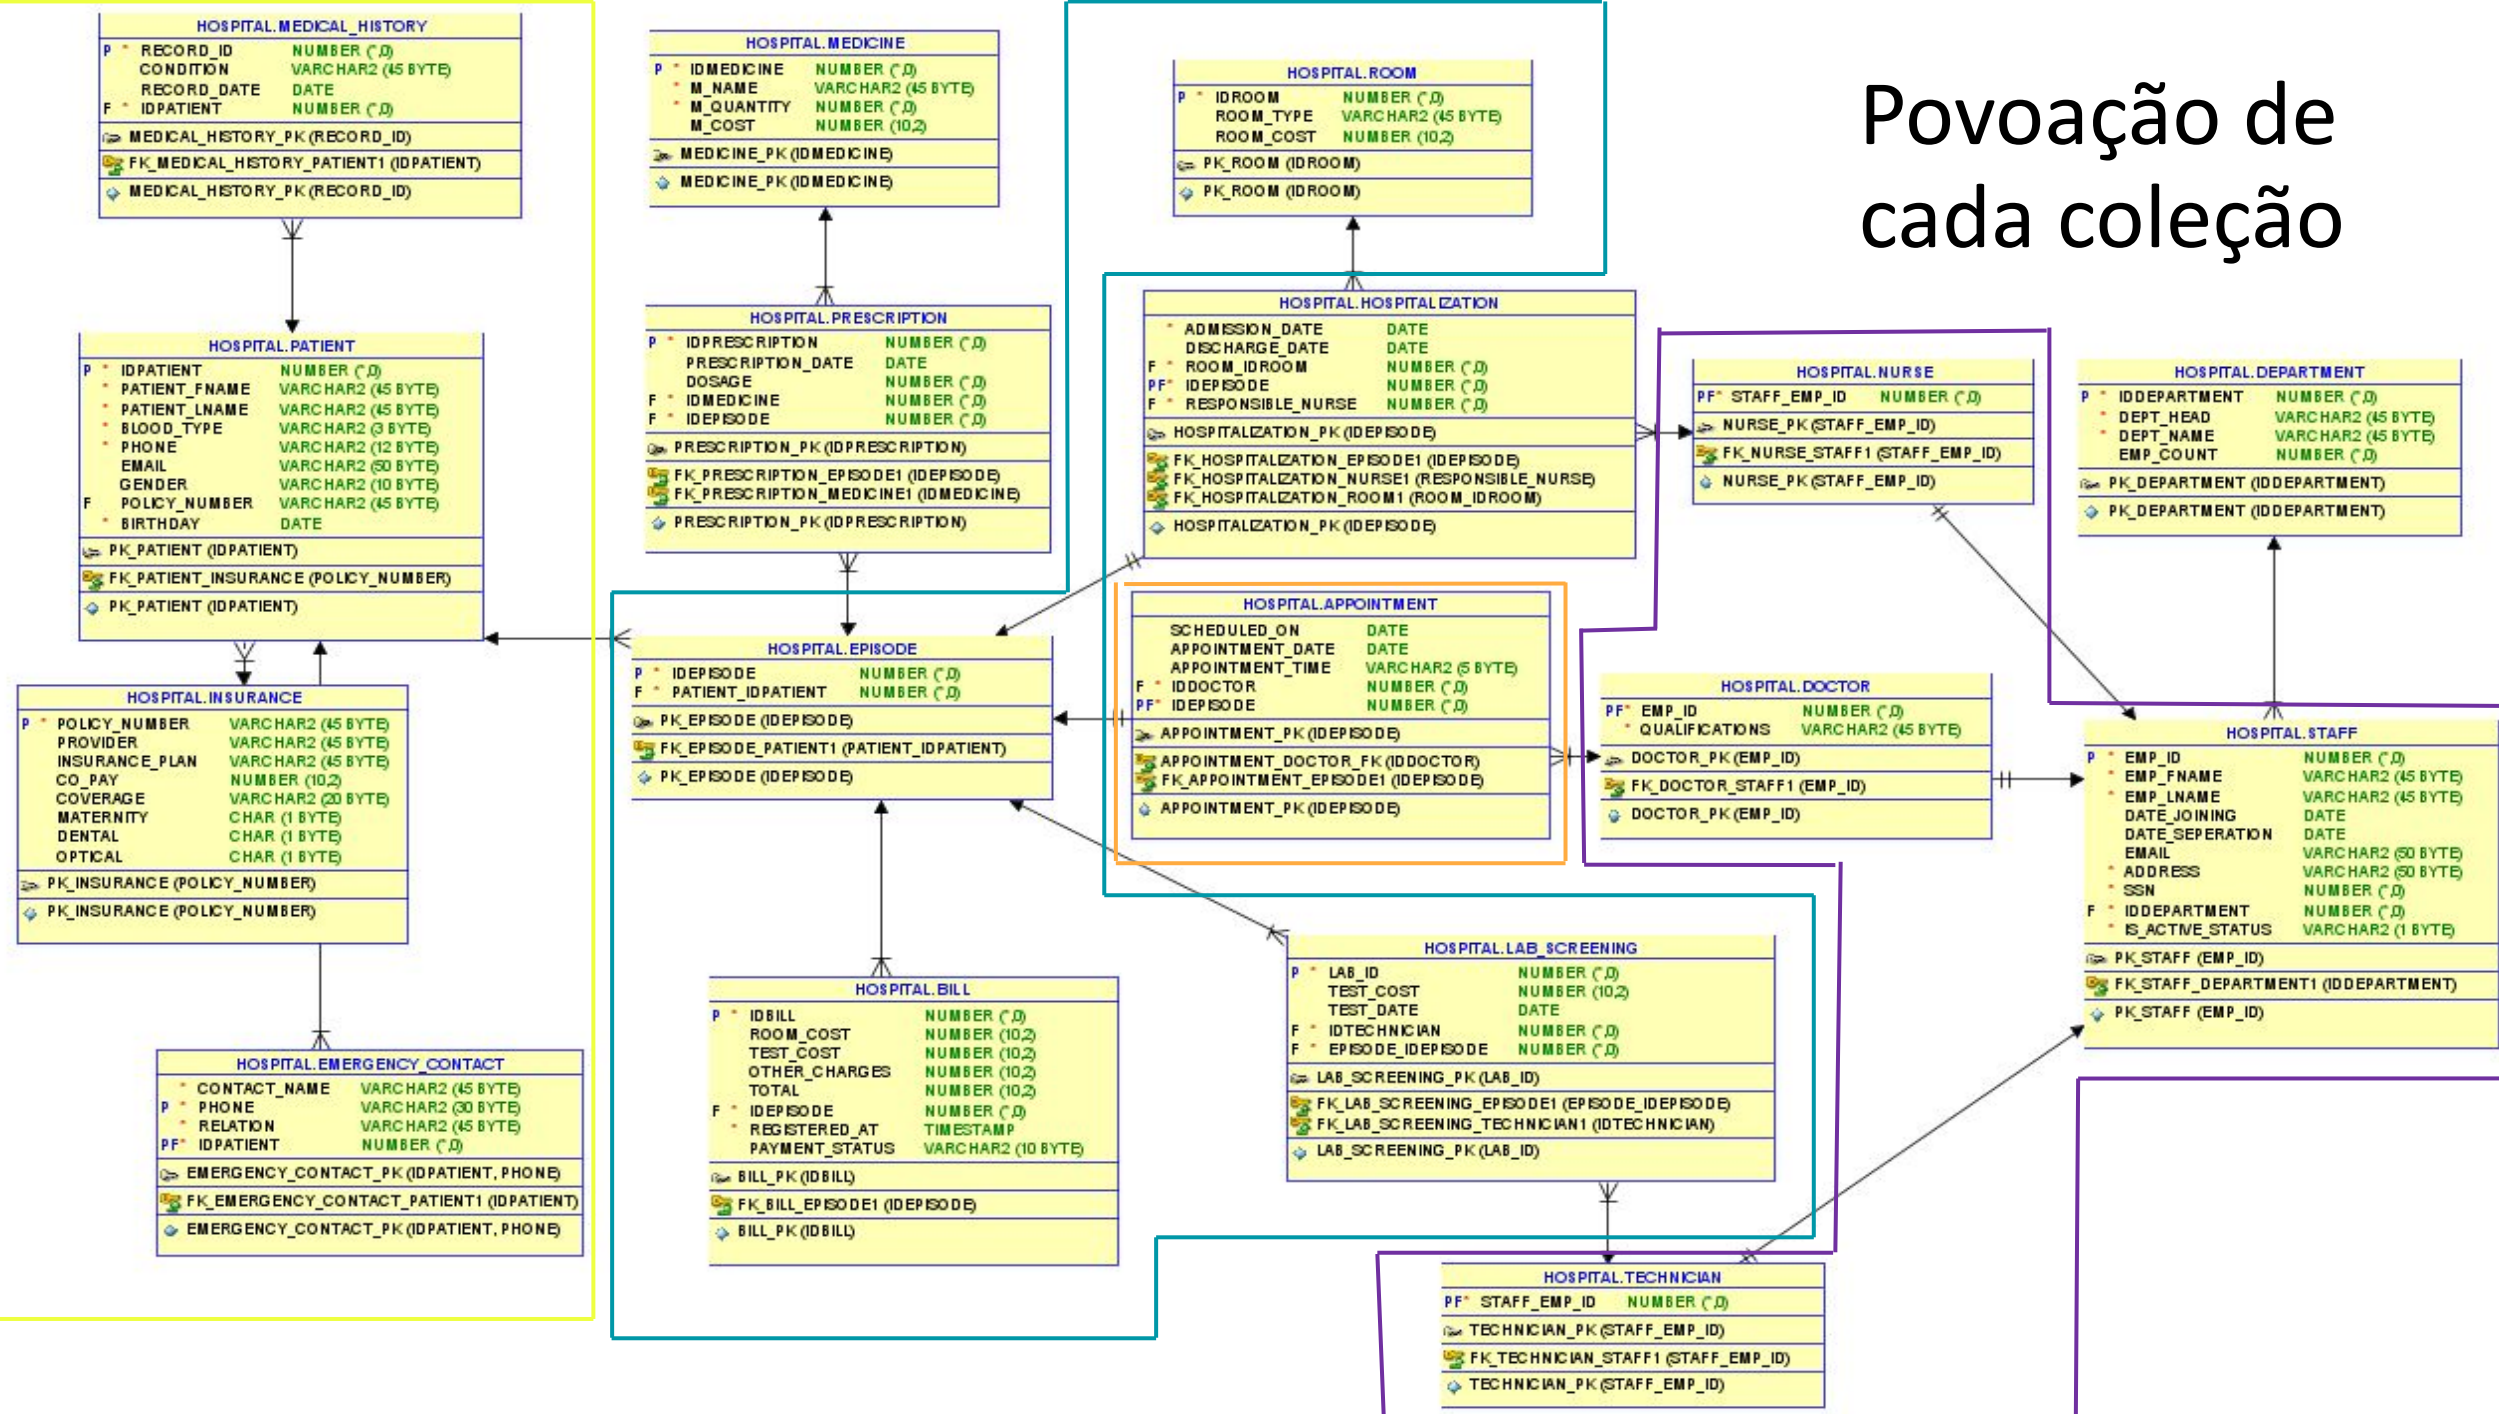 Povoação de
cada coleção
HOSPITAL.MEDICAL_HISTORY
P * RECORD_ID NUMBER (*,0)
CONDITION VARCHAR2 (45 BYTE)
RECORD_DATE DATE
F * IDPATIENT NUMBER (*,0)
MEDICAL_HISTORY_PK (RECORD_ID)
FK_MEDICAL_HISTORY_PATIENT1 (IDPATIENT)
MEDICAL_HISTORY_PK (RECORD_ID)
HOSPITAL.MEDICINE
P * IDMEDICINE NUMBER (*,0)
* M_NAME VARCHAR2 (45 BYTE)
* M_QUANTITY NUMBER (*,0)
M_COST NUMBER (10,2)
MEDICINE_PK (IDMEDICINE)
MEDICINE_PK (IDMEDICINE)
HOSPITAL.ROOM
P * IDROOM NUMBER (*,0)
ROOM_TYPE VARCHAR2 (45 BYTE)
ROOM_COST NUMBER (10,2)
PK_ROOM (IDROOM)
PK_ROOM (IDROOM)
HOSPITAL.PATIENT
P * IDPATIENT NUMBER (*,0)
* PATIENT_FNAME VARCHAR2 (45 BYTE)
* PATIENT_LNAME VARCHAR2 (45 BYTE)
* BLOOD_TYPE VARCHAR2 (3 BYTE)
* PHONE VARCHAR2 (12 BYTE)
EMAIL VARCHAR2 (50 BYTE)
GENDER VARCHAR2 (10 BYTE)
F POLICY_NUMBER VARCHAR2 (45 BYTE)
* BIRTHDAY DATE
PK_PATIENT (IDPATIENT)
FK_PATIENT_INSURANCE (POLICY_NUMBER)
PK_PATIENT (IDPATIENT)
HOSPITAL.PRESCRIPTION
P * IDPRESCRIPTION NUMBER (*,0)
PRESCRIPTION_DATE DATE
DOSAGE NUMBER (*,0)
F * IDMEDICINE NUMBER (*,0)
F * IDEPISODE NUMBER (*,0)
PRESCRIPTION_PK (IDPRESCRIPTION)
FK_PRESCRIPTION_EPISODE1 (IDEPISODE)
FK_PRESCRIPTION_MEDICINE1 (IDMEDICINE)
PRESCRIPTION_PK (IDPRESCRIPTION)
HOSPITAL.HOSPITALIZATION
* ADMISSION_DATE DATE
DISCHARGE_DATE DATE
F * ROOM_IDROOM NUMBER (*,0)
PF* IDEPISODE NUMBER (*,0)
F * RESPONSIBLE_NURSE NUMBER (*,0)
HOSPITALIZATION_PK (IDEPISODE)
FK_HOSPITALIZATION_EPISODE1 (IDEPISODE)
FK_HOSPITALIZATION_NURSE1 (RESPONSIBLE_NURSE)
FK_HOSPITALIZATION_ROOM1 (ROOM_IDROOM)
HOSPITALIZATION_PK (IDEPISODE)
HOSPITAL.NURSE
PF* STAFF_EMP_ID NUMBER (*,0)
NURSE_PK (STAFF_EMP_ID)
FK_NURSE_STAFF1 (STAFF_EMP_ID)
NURSE_PK (STAFF_EMP_ID)
HOSPITAL.DEPARTMENT
P * IDDEPARTMENT NUMBER (*,0)
* DEPT_HEAD VARCHAR2 (45 BYTE)
* DEPT_NAME VARCHAR2 (45 BYTE)
EMP_COUNT NUMBER (*,0)
PK_DEPARTMENT (IDDEPARTMENT)
PK_DEPARTMENT (IDDEPARTMENT)
HOSPITAL.INSURANCE
P * POLICY_NUMBER VARCHAR2 (45 BYTE)
PROVIDER VARCHAR2 (45 BYTE)
INSURANCE_PLAN VARCHAR2 (45 BYTE)
CO_PAY NUMBER (10,2)
COVERAGE VARCHAR2 (20 BYTE)
MATERNITY CHAR (1 BYTE)
DENTAL CHAR (1 BYTE)
OPTICAL CHAR (1 BYTE)
PK_INSURANCE (POLICY_NUMBER)
PK_INSURANCE (POLICY_NUMBER)
HOSPITAL.EPISODE
P * IDEPISODE NUMBER (*,0)
F * PATIENT_IDPATIENT NUMBER (*,0)
PK_EPISODE (IDEPISODE)
FK_EPISODE_PATIENT1 (PATIENT_IDPATIENT)
PK_EPISODE (IDEPISODE)
HOSPITAL.APPOINTMENT
SCHEDULED_ON DATE
APPOINTMENT_DATE DATE
APPOINTMENT_TIME VARCHAR2 (5 BYTE)
F * IDDOCTOR NUMBER (*,0)
PF* IDEPISODE NUMBER (*,0)
APPOINTMENT_PK (IDEPISODE)
APPOINTMENT_DOCTOR_FK (IDDOCTOR)
FK_APPOINTMENT_EPISODE1 (IDEPISODE)
APPOINTMENT_PK (IDEPISODE)
HOSPITAL.DOCTOR
PF* EMP_ID NUMBER (*,0)
* QUALIFICATIONS VARCHAR2 (45 BYTE)
DOCTOR_PK (EMP_ID)
FK_DOCTOR_STAFF1 (EMP_ID)
DOCTOR_PK (EMP_ID)
HOSPITAL.STAFF
P * EMP_ID NUMBER (*,0)
* EMP_FNAME VARCHAR2 (45 BYTE)
* EMP_LNAME VARCHAR2 (45 BYTE)
DATE_JOINING DATE
DATE_SEPERATION DATE
EMAIL VARCHAR2 (50 BYTE)
* ADDRESS VARCHAR2 (50 BYTE)
* SSN NUMBER (*,0)
F * IDDEPARTMENT NUMBER (*,0)
* IS_ACTIVE_STATUS VARCHAR2 (1 BYTE)
PK_STAFF (EMP_ID)
FK_STAFF_DEPARTMENT1 (IDDEPARTMENT)
PK_STAFF (EMP_ID)
HOSPITAL.EMERGENCY_CONTACT
* CONTACT_NAME VARCHAR2 (45 BYTE)
P * PHONE VARCHAR2 (30 BYTE)
* RELATION VARCHAR2 (45 BYTE)
PF* IDPATIENT NUMBER (*,0)
EMERGENCY_CONTACT_PK (IDPATIENT, PHONE)
FK_EMERGENCY_CONTACT_PATIENT1 (IDPATIENT)
EMERGENCY_CONTACT_PK (IDPATIENT, PHONE)
HOSPITAL.BILL
P * IDBILL NUMBER (*,0)
ROOM_COST NUMBER (10,2)
TEST_COST NUMBER (10,2)
OTHER_CHARGES NUMBER (10,2)
TOTAL NUMBER (10,2)
F * IDEPISODE NUMBER (*,0)
* REGISTERED_AT TIMESTAMP
PAYMENT_STATUS VARCHAR2 (10 BYTE)
BILL_PK (IDBILL)
FK_BILL_EPISODE1 (IDEPISODE)
BILL_PK (IDBILL)
HOSPITAL.LAB_SCREENING
P * LAB_ID NUMBER (*,0)
TEST_COST NUMBER (10,2)
TEST_DATE DATE
F * IDTECHNICIAN NUMBER (*,0)
F * EPISODE_IDEPISODE NUMBER (*,0)
LAB_SCREENING_PK (LAB_ID)
FK_LAB_SCREENING_EPISODE1 (EPISODE_IDEPISODE)
FK_LAB_SCREENING_TECHNICIAN1 (IDTECHNICIAN)
LAB_SCREENING_PK (LAB_ID)
HOSPITAL.TECHNICIAN
PF* STAFF_EMP_ID NUMBER (*,0)
TECHNICIAN_PK (STAFF_EMP_ID)
FK_TECHNICIAN_STAFF1 (STAFF_EMP_ID)
TECHNICIAN_PK (STAFF_EMP_ID)